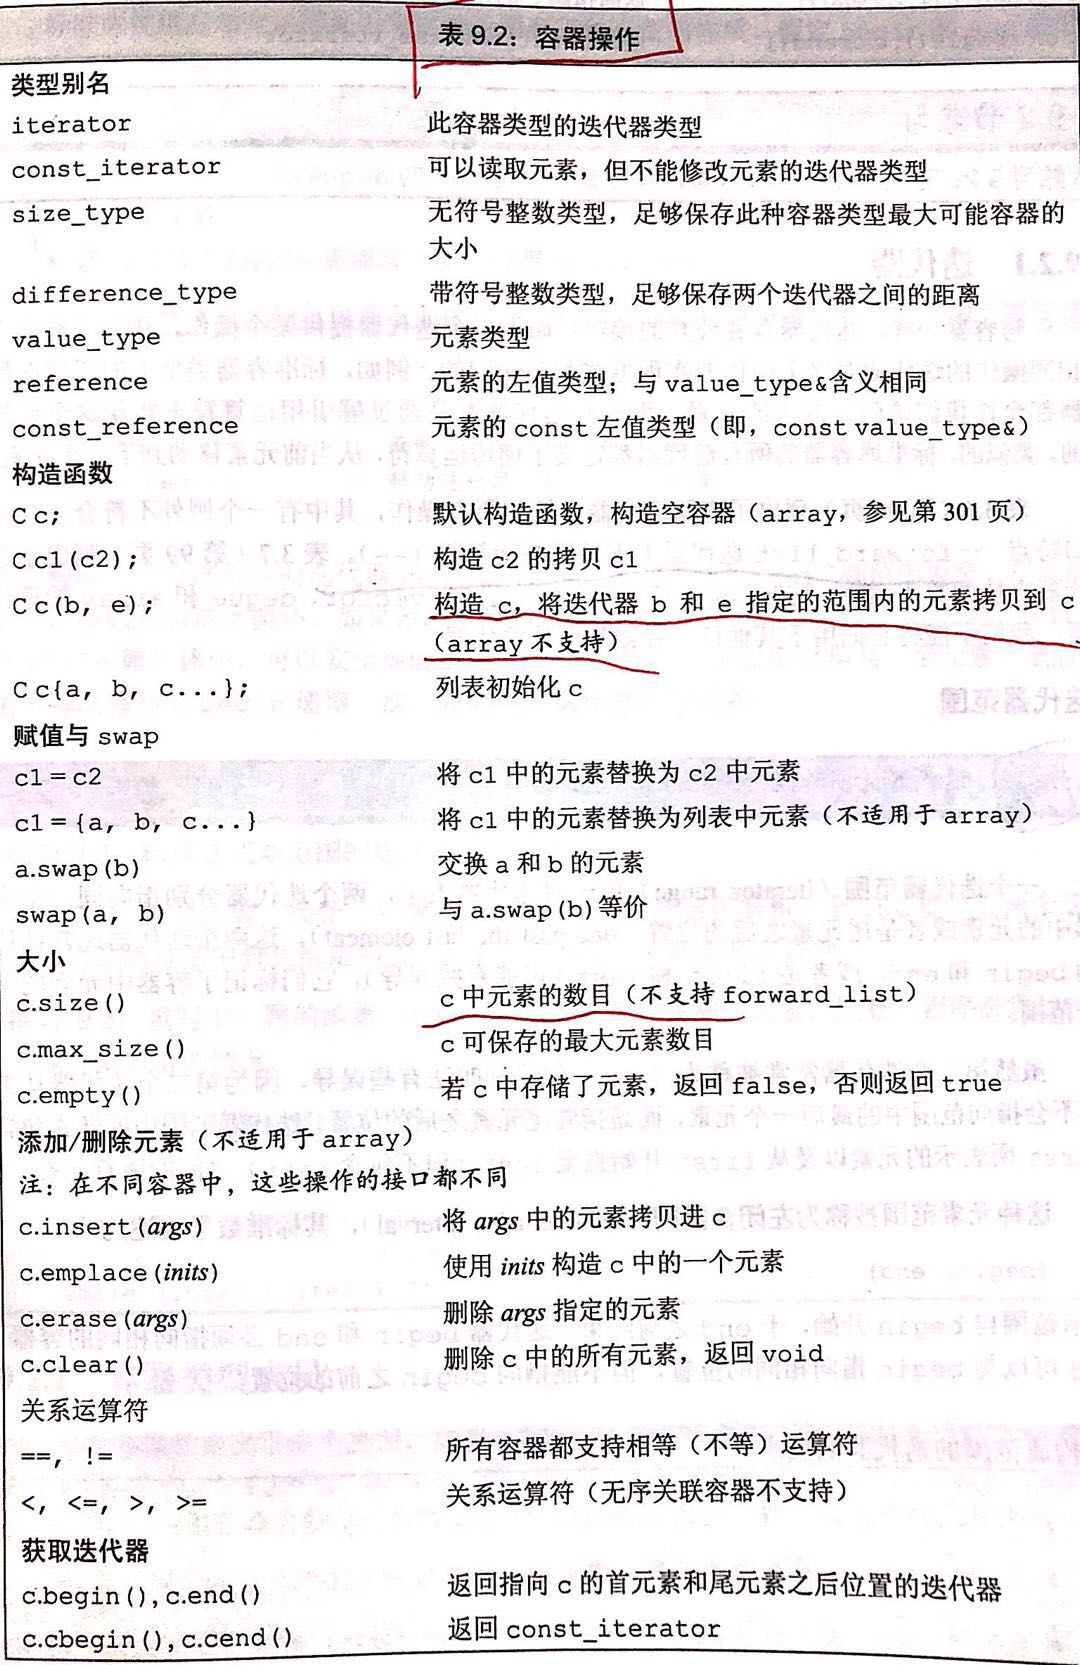 表 9.2：容器操作
类型别名
iterator 此容器类型的迭代器类型
const_iterator 可以读取元素，但不能修改元素的迭代器类型
size_type 无符号整数类型，足够保存此种容器类型最大可能容器的
大小
difference_type 带符号整数类型，足够保存两个迭代器之间的距离
value_type 元素类型
reference 元素的左值类型；与 value_type&含义相同
const_reference 元素的 const 左值类型（即，const value_type&）
构造函数
C c; 默认构造函数，构造空容器（array，参见第 301 页）
C c1(c2); 构造 c2 的拷贝 c1
C c(b, e); 构造 c，将迭代器 b 和 e 指定的范围内的元素拷贝到 c
（array 不支持）
C c{a, b, c...}; 列表初始化 c
赋值与 swap
c1 = c2 将 c1 中的元素替换为 c2 中元素
c1 = {a, b, c...} 将 c1 中的元素替换为列表中元素（不适用于 array）
a.swap(b) 交换 a 和 b 的元素
swap(a, b) 与 a.swap(b)等价
大小
c.size() c 中元素的数目（不支持 forward_list）
c.max_size() c 可保存的最大元素数目
c.empty() 若 c 中存储了元素，返回 false，否则返回 true
添加/删除元素（不适用于 array）
注：在不同容器中，这些操作的接口都不同
c.insert(args) 将 args 中的元素拷贝进 c
c.emplace(inits) 使用 inits 构造 c 中的一个元素
c.erase(args) 删除 args 指定的元素
c.clear() 删除 c 中的所有元素，返回 void
关系运算符
==, != 所有容器都支持相等（不等）运算符
<, <=, >, >= 关系运算符（无序关联容器不支持）
获取迭代器
c.begin(), c.end() 返回指向 c 的首元素和尾元素之后位置的迭代器
c.cbegin(), c.cend() 返回 const_iterator